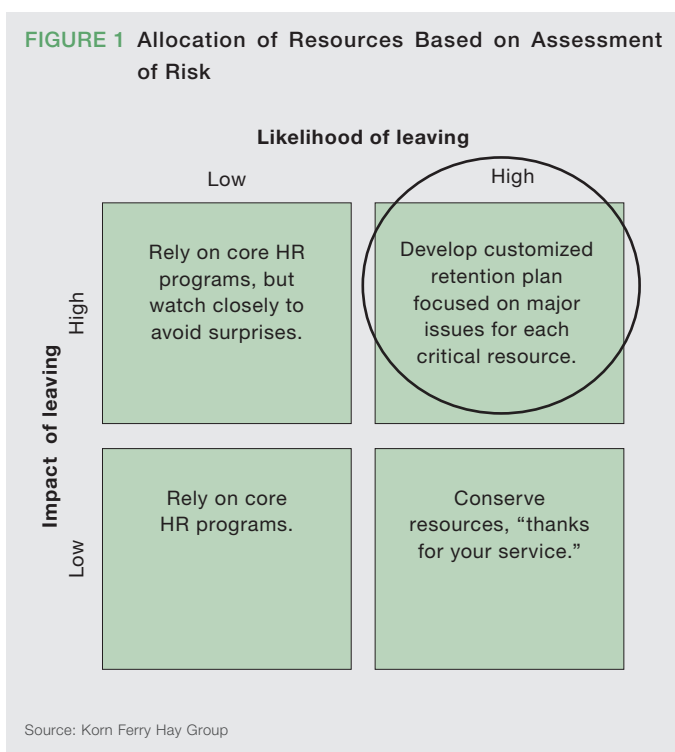 FIGURE 1 Allocation of Resources Based on Assessment
of Risk
Likelihood of leaving
Low
High
Impact of leaving
High
Rely on core HR
programs, but
watch closely to
avoid surprises.
Develop customized
retention plan
focused on major
issues for each
critical resource.
Low
Rely on core
HR programs.
Conserve
resources, “thanks
for your service.”
Source: Korn Ferry Hay Group